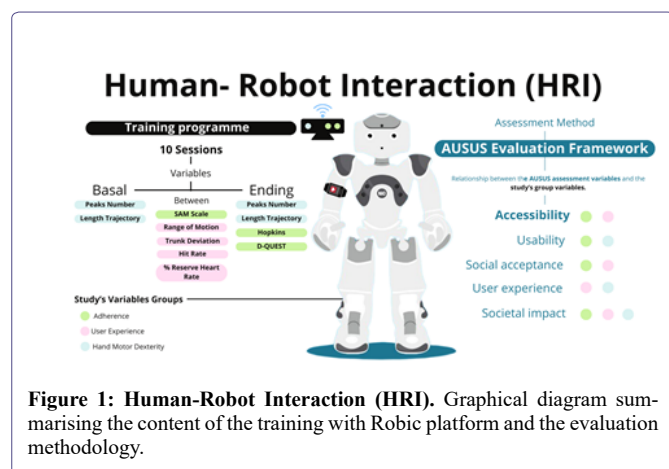 Human- Robot Interaction (HRI)
Training programme
10 Sessions
Variables
Basal
Between
Ending
Peaks Number
Length Trajectory
SAM Scale
Range of Motion
Trunk Deviation
Hit Rate
% Reserve Heart
Rate
Peaks Number
Length Trajectory
Hopkins
D-QUEST
Study's Variables Groups
Adherence
User Experience
Hand Motor Dexterity
Assessment Method
AUSUS Evaluation Framework
Relationship between the AUSUS assessment variables and the
study's group variables.
Accessibility
Usability
Social acceptance
User experience
Societal impact
Figure 1: Human-Robot Interaction (HRI). Graphical diagram sum-
marising the content of the training with Robic platform and the evaluation
methodology.